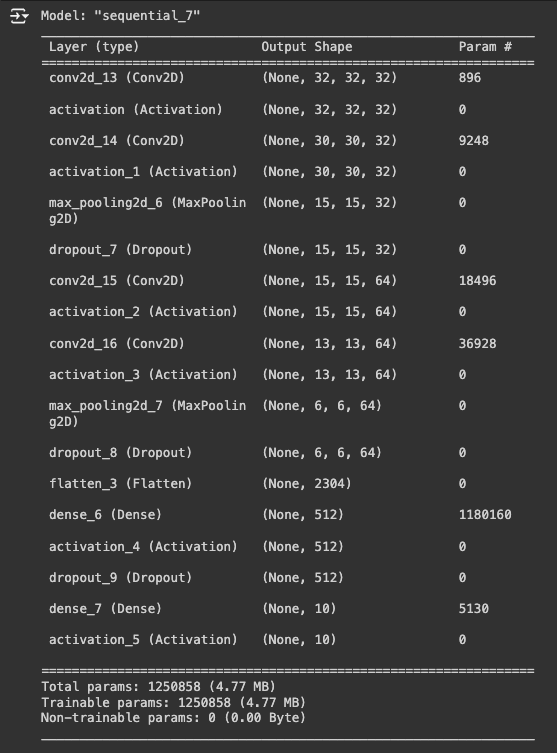 Model: "sequential_7"
Layer (type) Output Shape Param #
conv2d_13 (Conv2D) (None, 32, 32, 32) 896
activation (Activation) (None, 32, 32, 32) 0
conv2d_14 (Conv2D) (None, 30, 30, 32) 9248
activation_1 (Activation) (None, 30, 30, 32) 0
max_pooling2d_6 (MaxPoolin (None, 15, 15, 32) 0
g2D)
dropout_7 (Dropout) (None, 15, 15, 32) 0
conv2d_15 (Conv2D) (None, 15, 15, 64) 18496
activation_2 (Activation) (None, 15, 15, 64) 0
conv2d_16 (Conv2D) (None, 13, 13, 64) 36928
activation_3 (Activation) (None, 13, 13, 64) 0
max_pooling2d_7 (MaxPoolin (None, 6, 6, 64) 0
g2D)
dropout_8 (Dropout) (None, 6, 6, 64) 0
flatten_3 (Flatten) (None, 2304) 0
dense_6 (Dense) (None, 512) 1180160
activation_4 (Activation) (None, 512) 0
dropout_9 (Dropout) (None, 512) 0
dense_7 (Dense) (None, 10) 5130
activation_5 (Activation) (None, 10) 0
Total params: 1250858 (4.77 MB)
Trainable params: 1250858 (4.77 MB)
Non-trainable params: 0 (0.00 Byte)